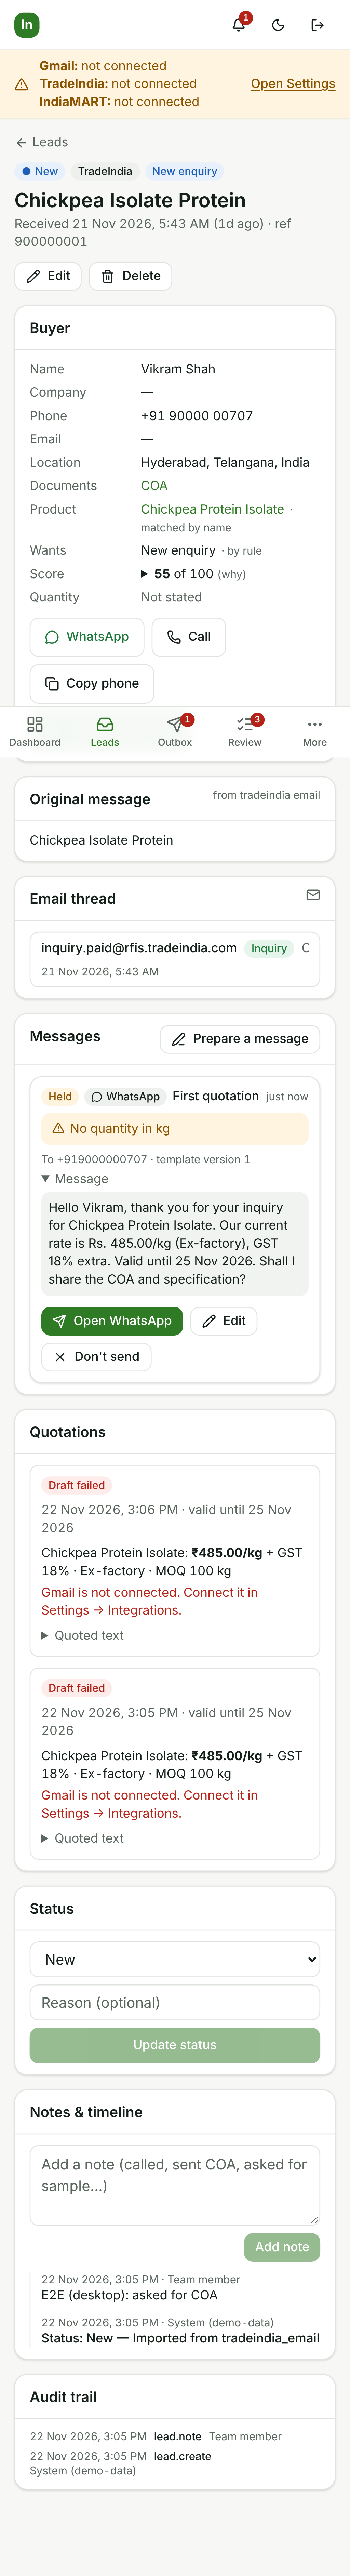 In
1
Gmail: not connected
TradeIndia: not connected
IndiaMART: not connected
Open Settings
← Leads
New TradeIndia New enquiry
Chickpea Isolate Protein
Received 21 Nov 2026, 5:43 AM (1d ago) · ref
900000001
Edit Delete
Buyer
Name Vikram Shah
Company —
Phone +91 90000 00707
Email —
Location Hyderabad, Telangana, India
Documents COA
Product Chickpea Protein Isolate ·
matched by name
Wants New enquiry · by rule
Score 55 of 100 (why)
Quantity Not stated
WhatsApp Call
Copy phone
1 3
Dashboard Leads Outbox Review More
Original message from tradeindia email
Chickpea Isolate Protein
Email thread
inquiry.paid@rfis.tradeindia.com Inquiry
21 Nov 2026, 5:43 AM
Messages Prepare a message
Held WhatsApp First quotation just now
No quantity in kg
To +919000000707 · template version 1
Message
Hello Vikram, thank you for your inquiry
for Chickpea Protein Isolate. Our current
rate is Rs. 485.00/kg (Ex-factory), GST
18% extra. Valid until 25 Nov 2026. Shall I
share the COA and specification?
Open WhatsApp Edit
Don't send
Quotations
Draft failed
22 Nov 2026, 3:06 PM · valid until 25 Nov
2026
Chickpea Protein Isolate: ₹485.00/kg + GST
18% · Ex-factory · MOQ 100 kg
Gmail is not connected. Connect it in
Settings → Integrations.
Quoted text
Draft failed
22 Nov 2026, 3:05 PM · valid until 25 Nov
2026
Chickpea Protein Isolate: ₹485.00/kg + GST
18% · Ex-factory · MOQ 100 kg
Gmail is not connected. Connect it in
Settings → Integrations.
Quoted text
Status
New
Reason (optional)
Update status
Notes & timeline
Add a note (called, sent COA, asked for
sample...)
Add note
22 Nov 2026, 3:05 PM · Team member
E2E (desktop): asked for COA
22 Nov 2026, 3:05 PM · System (demo-data)
Status: New — Imported from tradeindia_email
Audit trail
22 Nov 2026, 3:05 PM lead.note Team member
22 Nov 2026, 3:05 PM lead.create
System (demo-data)